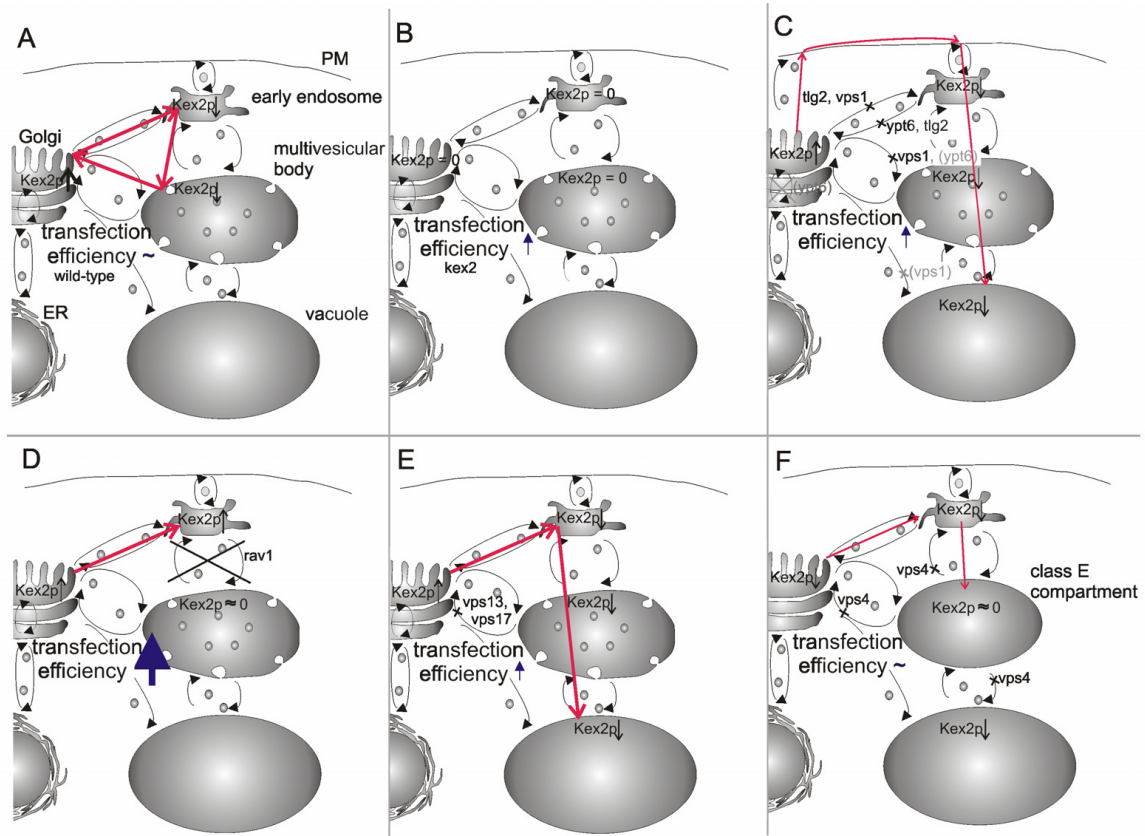 A
PM
Kex2p
early endosome
Golgi
multivesicular
body
Kex2p
Kex2p
transfection
efficiency ~
wild-type
ER
vacuole
B
Kex2p = 0
Kex2p = 0
Kex2p = 0
transfection
efficiency
kex2
C
tlg2, vps1
Kex2p
ypt6, tlg2
Kex2p
vps1, (ypt6)
Kex2p
(ypt6)
transfection
efficiency
(vps1)
Kex2p
D
Kex2p
rav1
Kex2p
Kex2p ≈ 0
transfection
efficiency
E
Kex2p
Kex2p
vps13,
vps17
Kex2p
transfection
efficiency
Kex2p
F
Kex2p
vps4
Kex2p
vps4
class E
compartment
Kex2p ≈ 0
transfection
efficiency ~
vps4
Kex2p